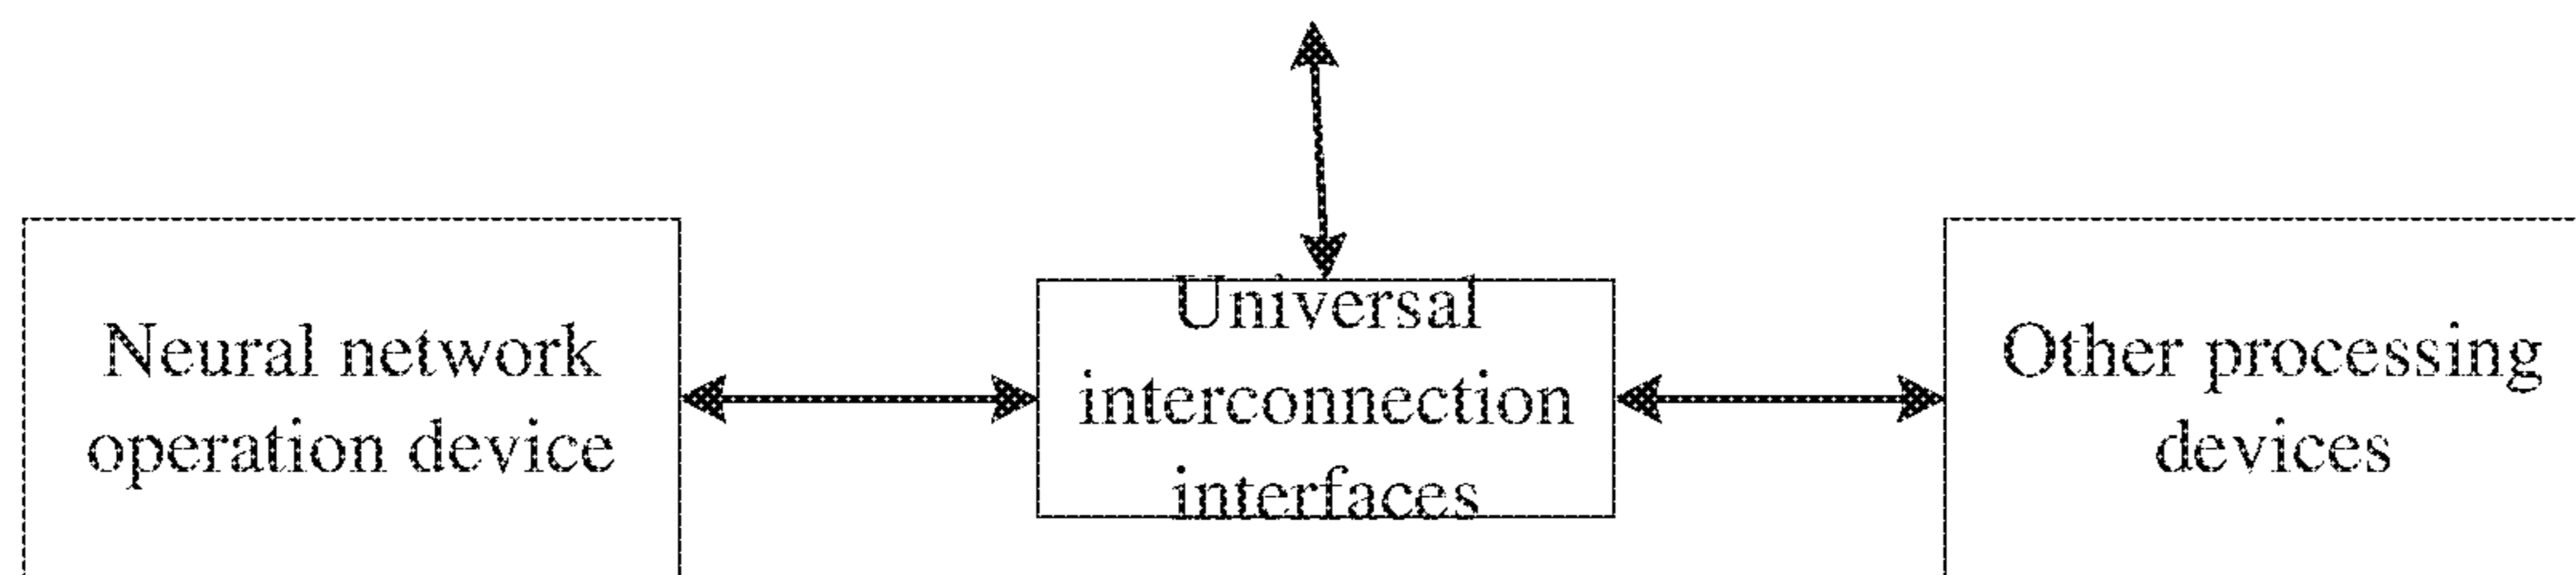 Neural network
operation device
Universal
interconnection
interfaces
Other processing
devices